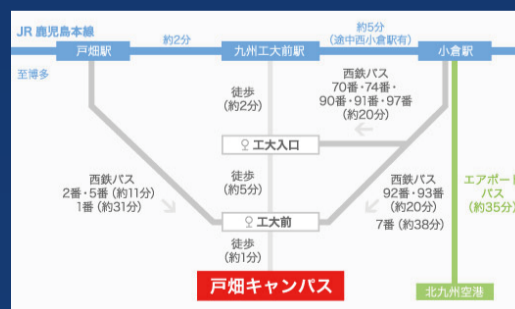 JR 鹿児島本線
戸畑駅
約2分
九州工大前駅
約5分
(途中西小倉駅有)
小倉駅
至博多
徒歩
(約2分)
西鉄バス
70番・74番・
90番・91番・97番
(約20分)
工大入口
西鉄バス
2番・5番 (約11分)
1番 (約31分)
徒歩
(約5分)
西鉄バス
92番・93番
(約20分)
7番 (約38分)
エアポート
バス
(約35分)
工大前
徒歩
(約1分)
戸畑キャンパス
北九州空港